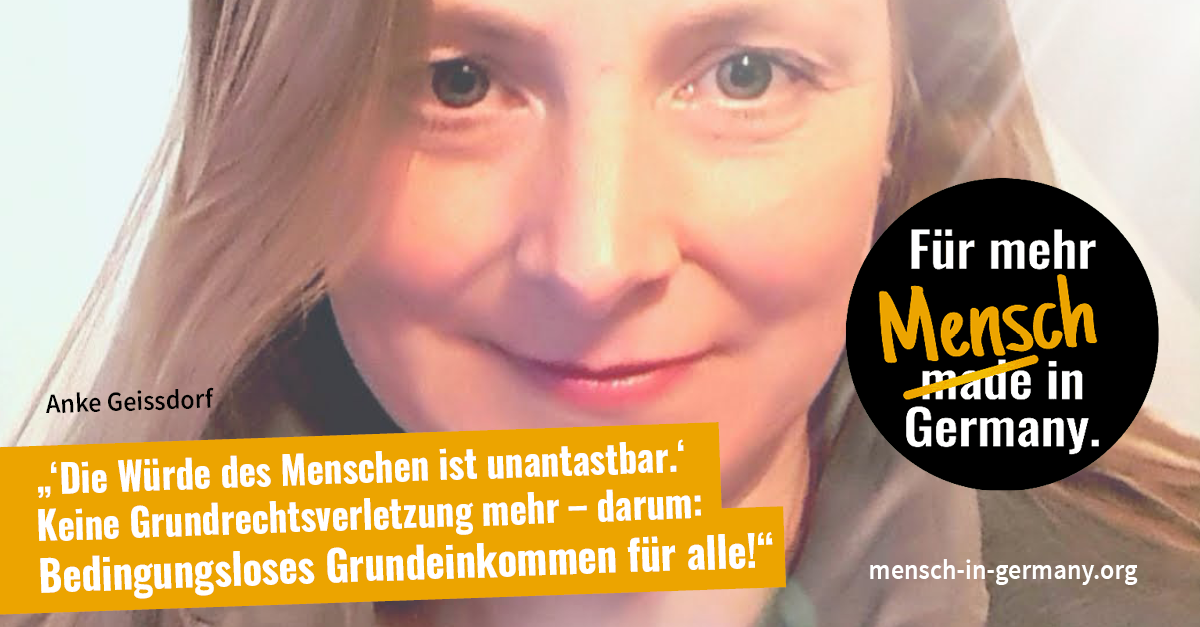 Anke Geissdorf
„‘Die Würde des Menschen ist unantastbar.‘
Keine Grundrechtsverletzung mehr – darum:
Bedingungsloses Grundeinkommen für alle!“
Für mehr
Mensch
made in
Germany.
mensch-in-germany.org